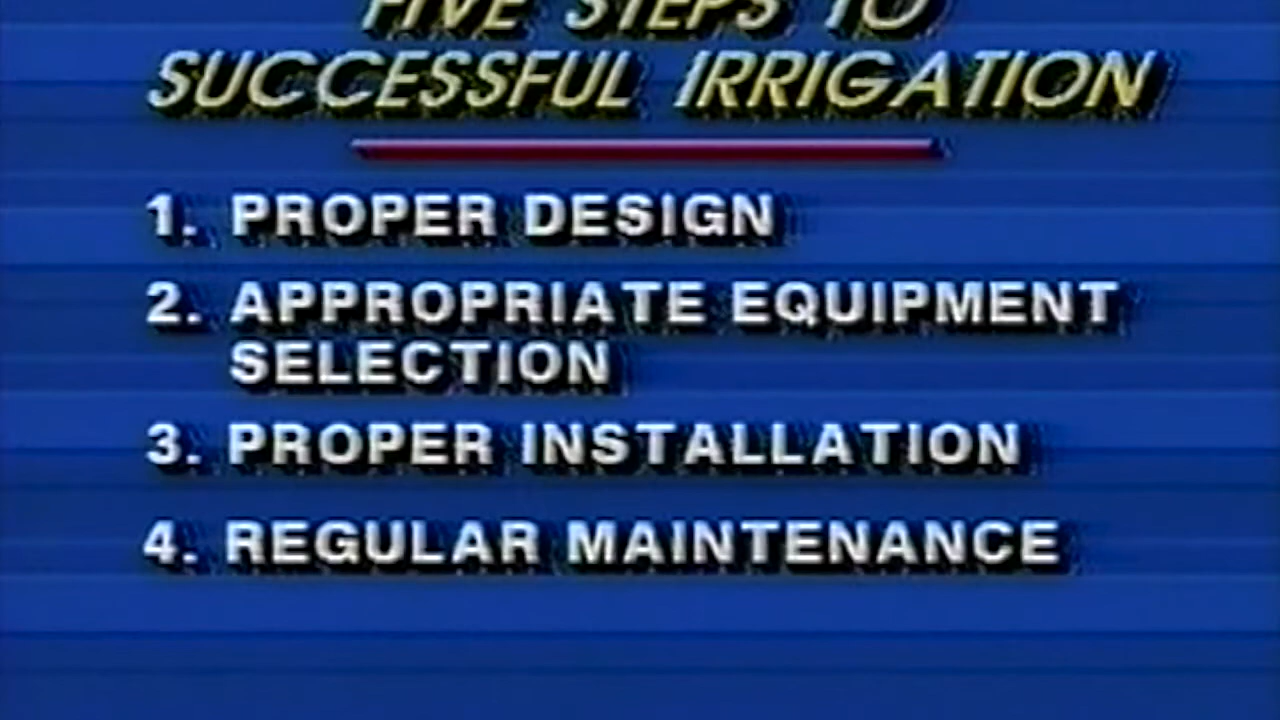 FIVE STEPS TO
SUCCESSFUL IRRIGATION
1. PROPER DESIGN
2. APPROPRIATE EQUIPMENT
SELECTION
3. PROPER INSTALLATION
4. REGULAR MAINTENANCE